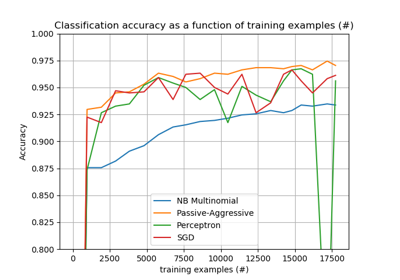 Classification accuracy as a function of training examples (#)
1.000
0.975
0.950
0.925
0.900
0.875
0.850
0.825
0.800
Accuracy
NB Multinomial
Passive-Aggressive
Perceptron
SGD
0 2500 5000 7500 10000 12500 15000 17500
training examples (#)